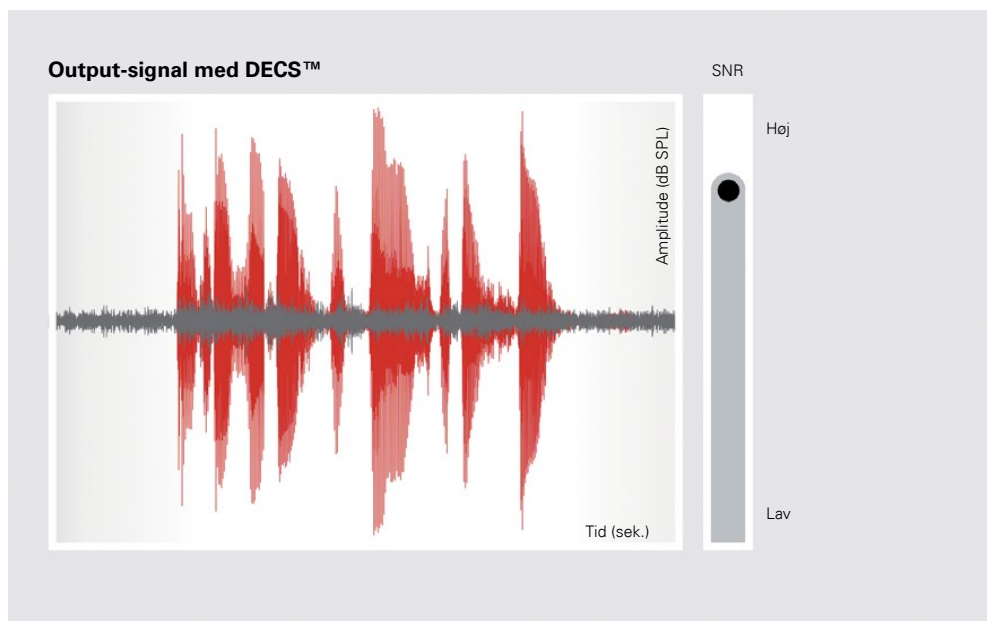 Output-signal med DECS™
SNR
Høj
Amplitude (dB SPL)
Tid (sek.)
Lav